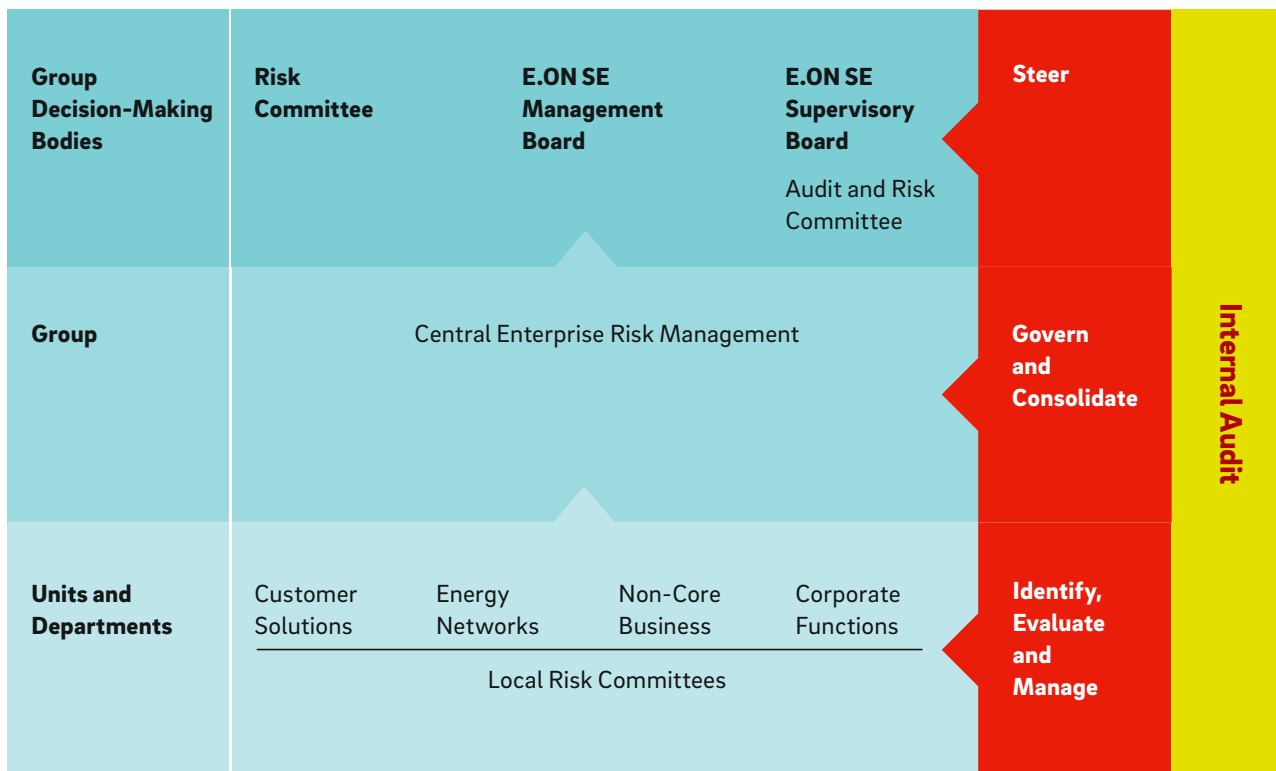 Group
Decision-Making
Bodies
Risk
Committee
E.ON SE
Management
Board
E.ON SE
Supervisory
Board
Audit and Risk
Committee
Steer
Group
Central Enterprise Risk Management
Govern
and
Consolidate
Units and
Departments
Customer
Solutions
Energy
Networks
Non-Core
Business
Corporate
Functions
Local Risk Committees
Identify,
Evaluate
and
Manage
Internal Audit